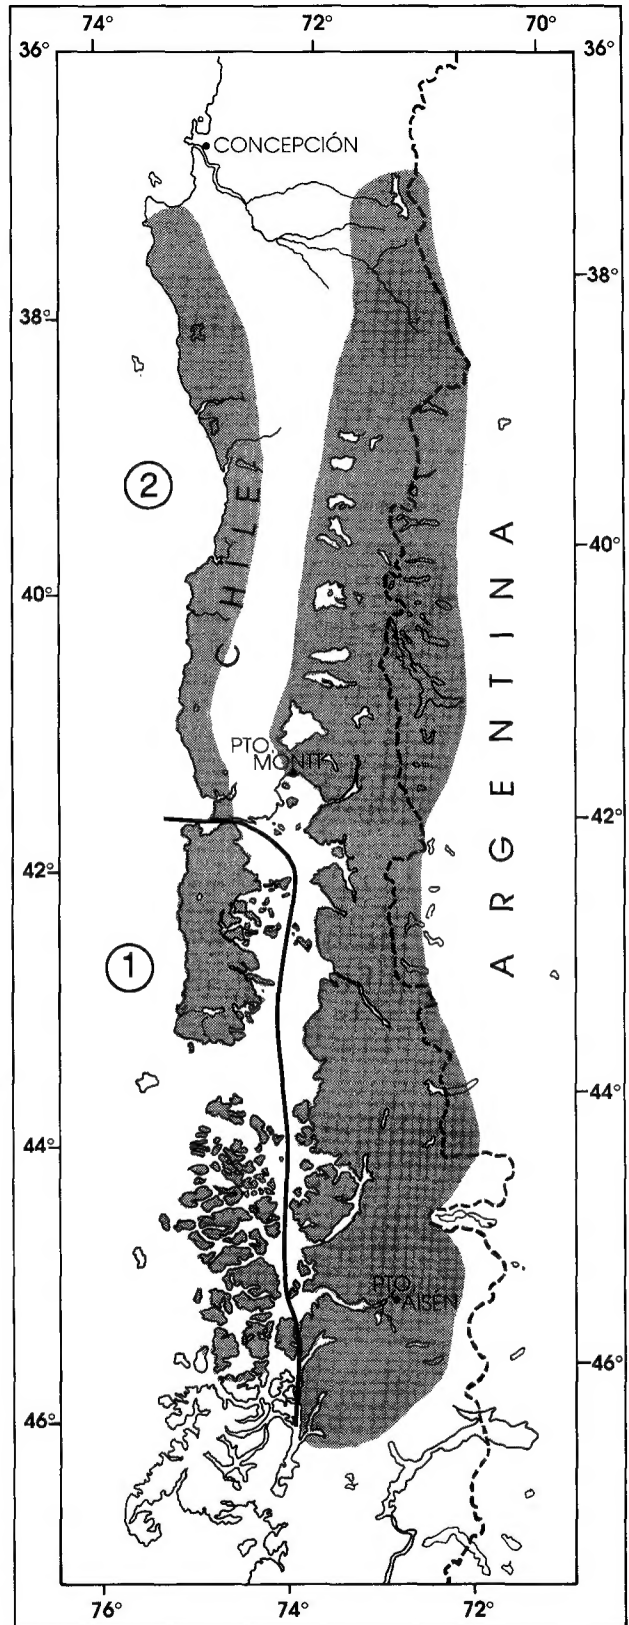 74° 72° 70°
36° 36°
CONCEPCIÓN
38°
38°
2
CHILE
ARGENTINA
40°
40°
PTO.
MONTT
42°
42°
1
44°
44°
PTO.
AISÉN
46°
46°
76° 74° 72°